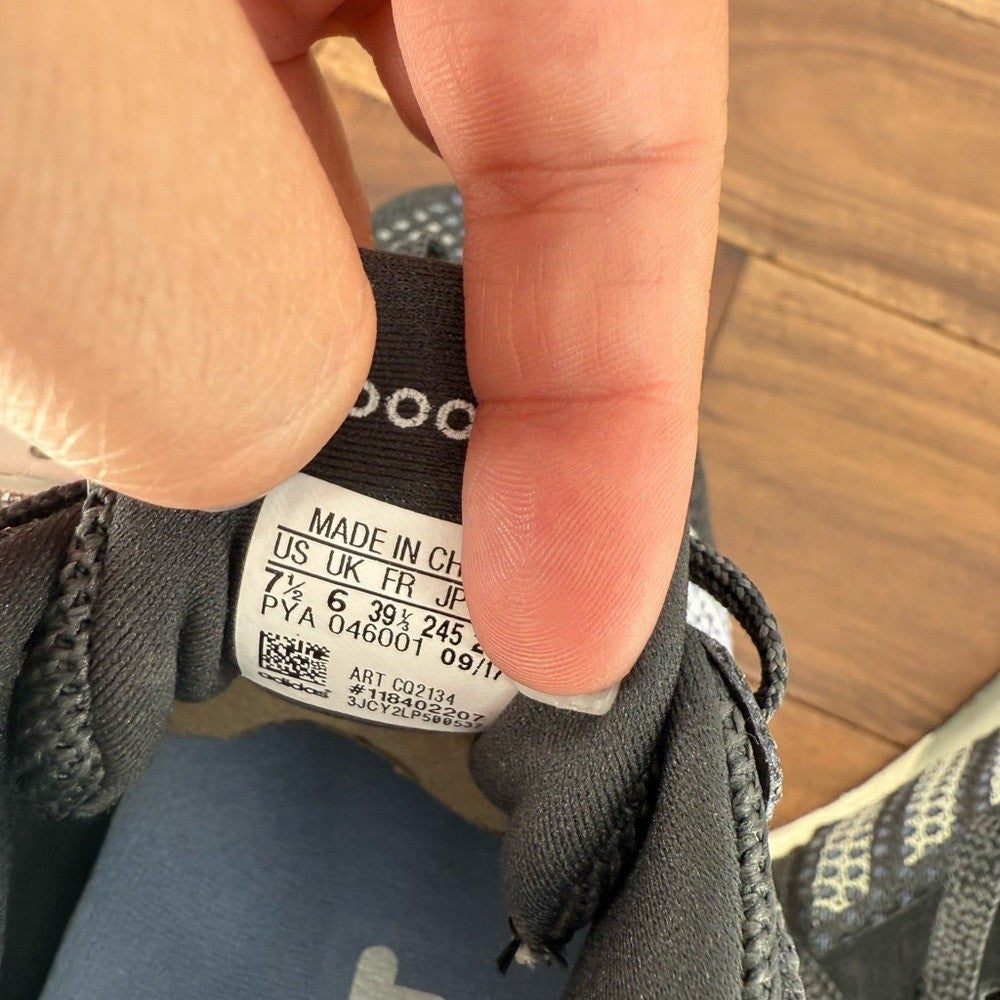 MADE IN CH
US UK FR JP
7½ 6 39⅓ 245
PYA 046001 09/17
ART CQ2134
#118402207
adidas
3JCY2LP50053